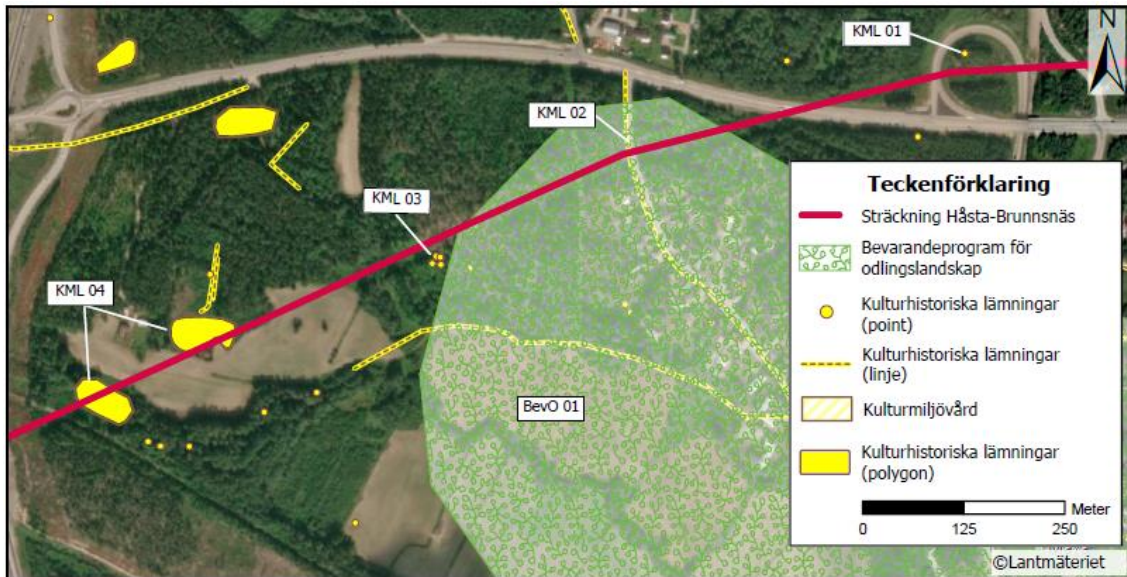 KML 01
N
KML 02
KML 03
KML 04
BevO 01
Teckenförklaring
Sträckning Håsta-Brunnsnäs
Bevarandeprogram för
odlingslandskap
Kulturhistoriska lämningar
(point)
Kulturhistoriska lämningar
(linje)
Kulturmiljövård
Kulturhistoriska lämningar
(polygon)
Meter
0 125 250
©Lantmäteriet